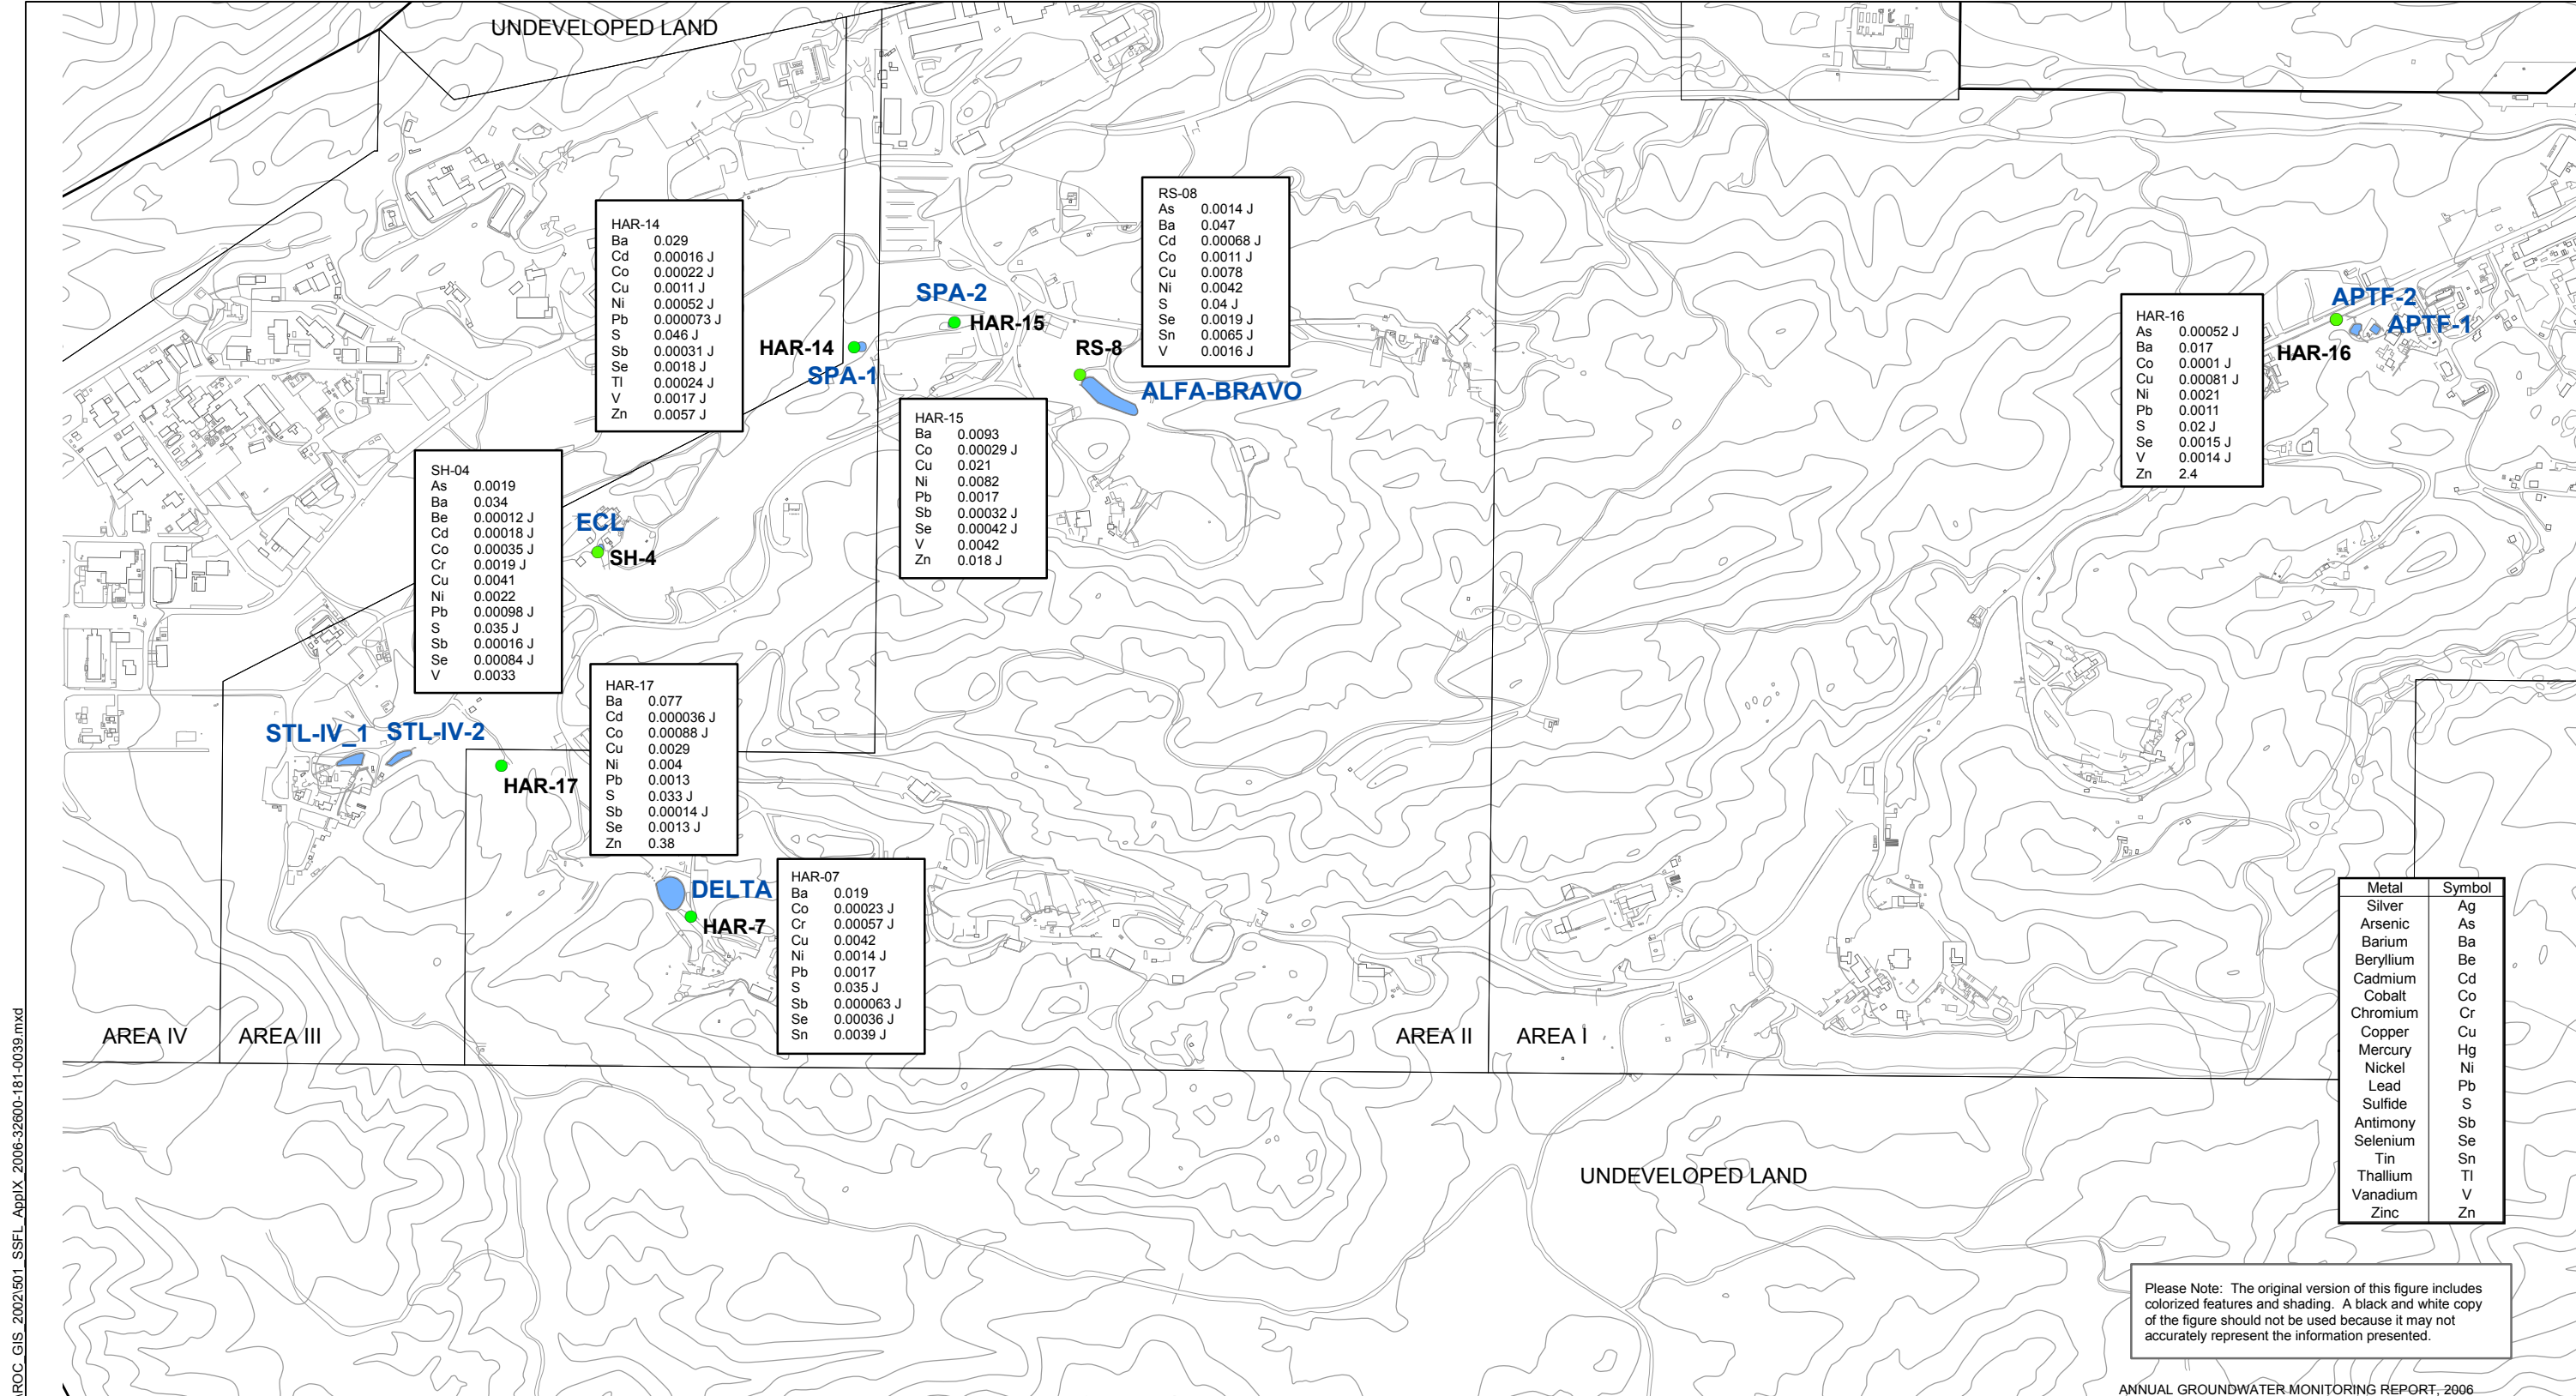 UNDEVELOPED LAND
HAR-14
Ba 0.029
Cd 0.00016 J
Co 0.00022 J
Cu 0.0011 J
Ni 0.00052 J
Pb 0.000073 J
S 0.046 J
Sb 0.00031 J
Se 0.0018 J
Tl 0.00024 J
V 0.0017 J
Zn 0.0057 J
RS-08
As 0.0014 J
Ba 0.047
Cd 0.00068 J
Co 0.0011 J
Cu 0.0078
Ni 0.0042
S 0.04 J
Se 0.0019 J
Sn 0.0065 J
V 0.0016 J
SPA-2
HAR-15
HAR-14
SPA-1
RS-8
ALFA-BRAVO
HAR-16
As 0.00052 J
Ba 0.017
Co 0.0001 J
Cu 0.00081 J
Ni 0.0021
Pb 0.0011
S 0.02 J
Se 0.0015 J
V 0.0014 J
Zn 2.4
APTF-2
APTF-1
HAR-16
HAR-15
Ba 0.0093
Co 0.00029 J
Cu 0.021
Ni 0.0082
Pb 0.0017
Sb 0.00032 J
Se 0.00042 J
V 0.0042
Zn 0.018 J
SH-04
As 0.0019
Ba 0.034
Be 0.00012 J
Cd 0.00018 J
Co 0.00035 J
Cr 0.0019 J
Cu 0.0041
Ni 0.0022
Pb 0.00098 J
S 0.035 J
Sb 0.00016 J
Se 0.00084 J
V 0.0033
ECL
SH-4
HAR-17
Ba 0.077
Cd 0.000036 J
Co 0.00088 J
Cu 0.0029
Ni 0.004
Pb 0.0013
S 0.033 J
Sb 0.00014 J
Se 0.0013 J
Zn 0.38
STL-IV_1
STL-IV-2
HAR-17
DELTA
HAR-7
HAR-07
Ba 0.019
Co 0.00023 J
Cr 0.00057 J
Cu 0.0042
Ni 0.0014 J
Pb 0.0017
S 0.035 J
Sb 0.000063 J
Se 0.00036 J
Sn 0.0039 J
AREA IV
AREA III
AREA II
AREA I
Metal Symbol
Silver Ag
Arsenic As
Barium Ba
Beryllium Be
Cadmium Cd
Cobalt Co
Chromium Cr
Copper Cu
Mercury Hg
Nickel Ni
Lead Pb
Sulfide S
Antimony Sb
Selenium Se
Tin Sn
Thallium Tl
Vanadium V
Zinc Zn
UNDEVELOPED LAND
Please Note: The original version of this figure includes
colorized features and shading. A black and white copy
of the figure should not be used because it may not
accurately represent the information presented.
ANNUAL GROUNDWATER MONITORING REPORT, 2006
\ROC_GIS_2002\501_SSFL_AppIX_2006-32600-181-0039.mxd